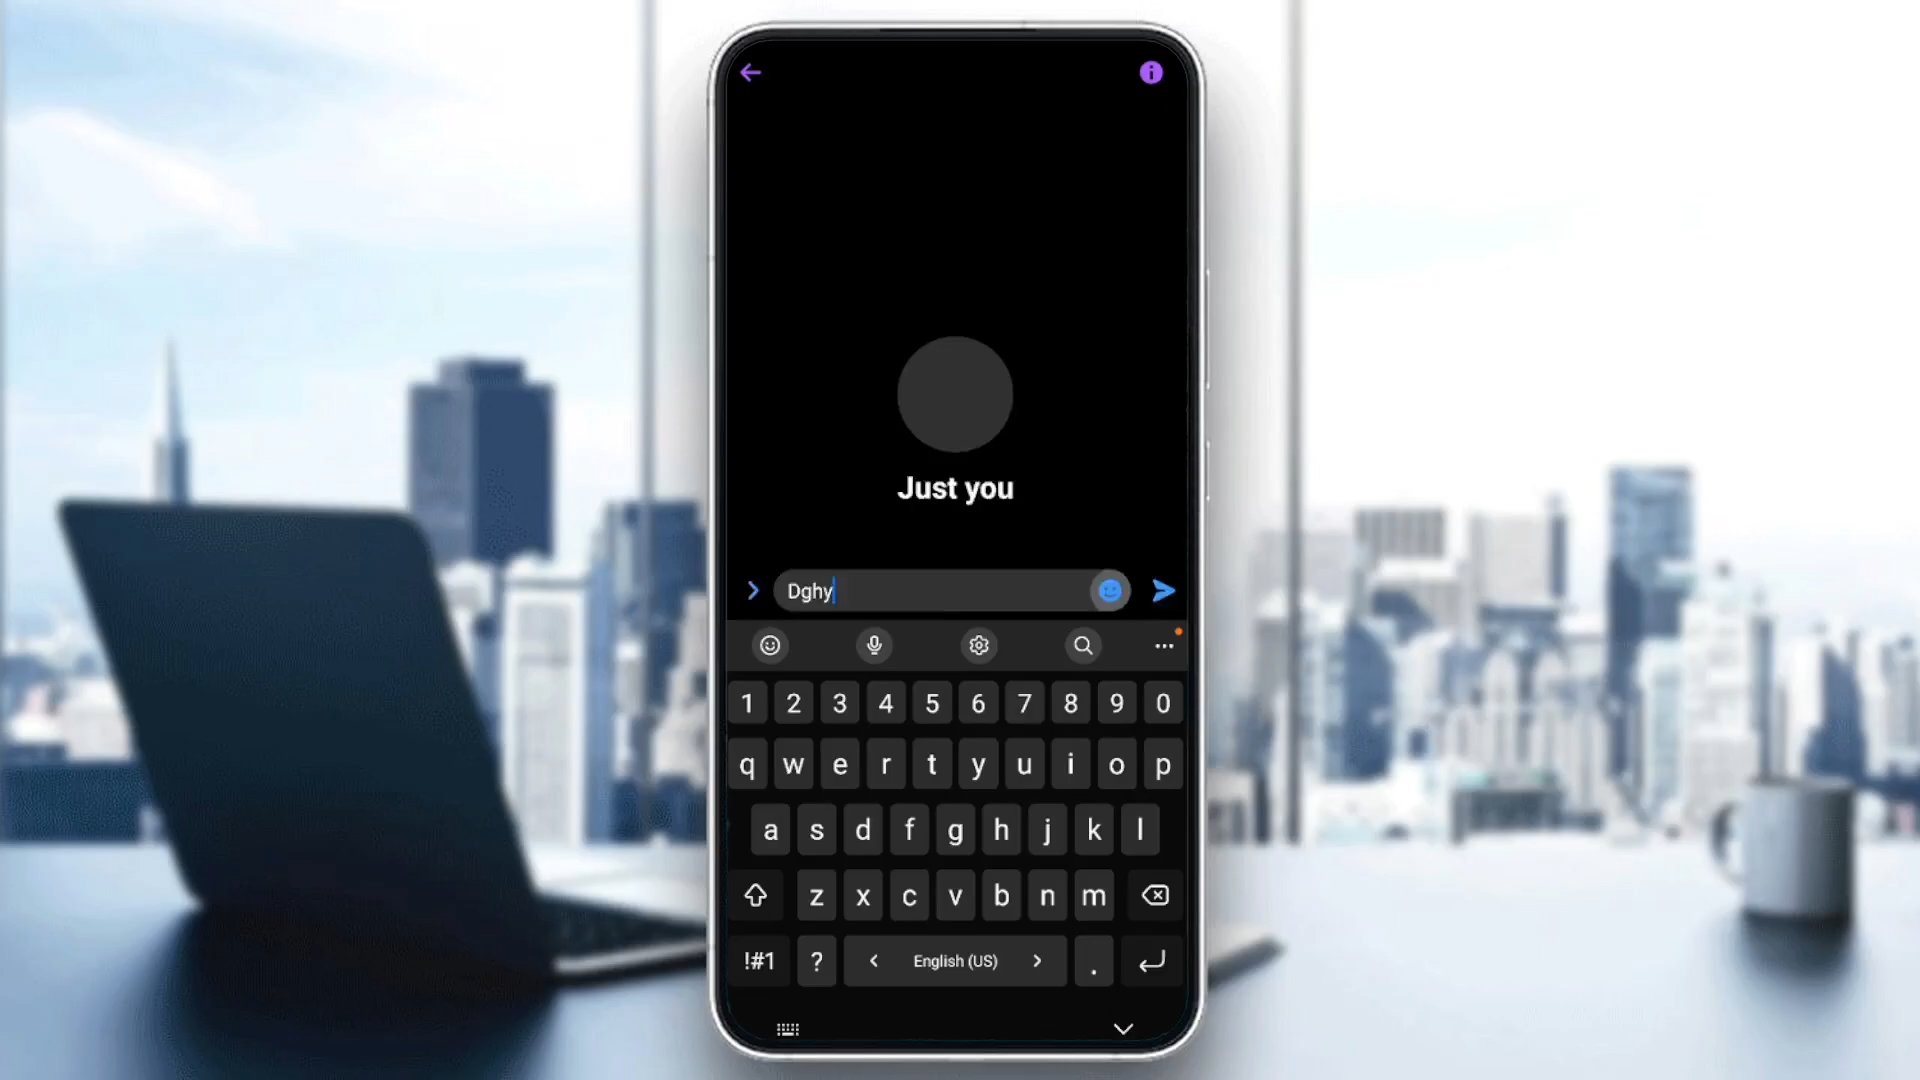 Just you
Dghy
1 2 3 4 5 6 7 8 9 0
q w e r t y u i o p
a s d f g h j k l
z x c v b n m
!#1 ? < English (US) > .